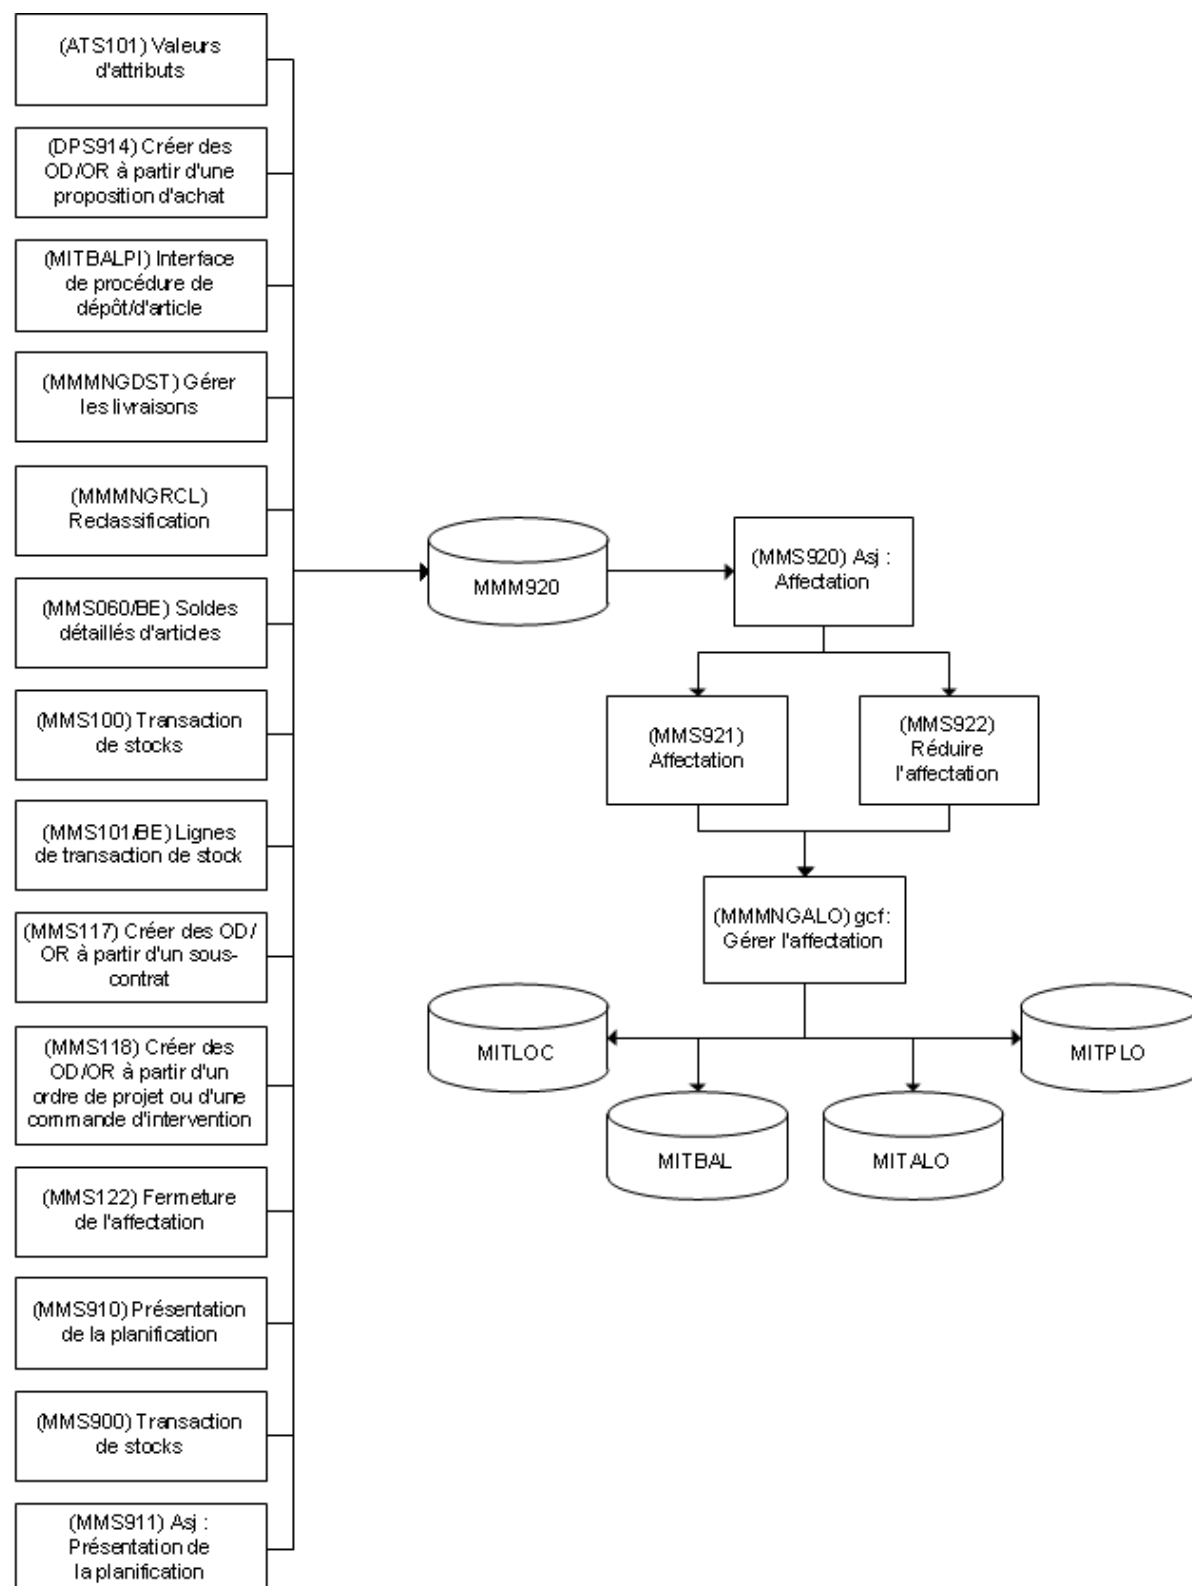 (ATS101) Valeurs
d'attributs
(DPS914) Créer des
OD/OR à partir d'une
proposition d'achat
(MITBALPI) Interface
de procédure de
dépôt/d'article
(MMMNGDST) Gérer
les livraisons
(MMMNGRCL)
Reclassification
(MMS060/BE) Soldes
détaillés d'articles
(MMS100) Transaction
de stocks
(MMS101/BE) Lignes
de transaction de stock
(MMS117) Créer des OD/
OR à partir d'un sous-
contrat
(MMS118) Créer des
OD/OR à partir d'un
ordre de projet ou d'une
commande d'intervention
(MMS122) Fermeture
de l'affectation
(MMS910) Présentation
de la planification
(MMS900) Transaction
de stocks
(MMS911) Asj :
Présentation de
la planification
MMM920
(MMS920) Asj :
Affectation
(MMS921)
Affectation
(MMS922)
Réduire
l'affectation
(MMMNGALO) gcf:
Gérer l'affectation
MITLOC
MITPLO
MITBAL
MITALO